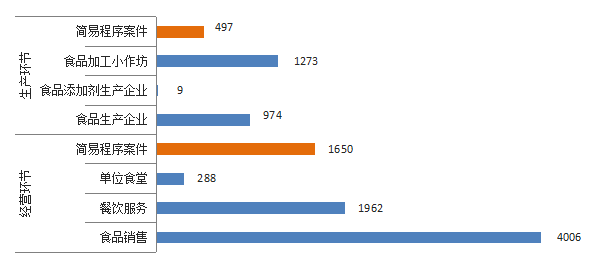 生产环节
简易程序案件 497
食品加工小作坊 1273
食品添加剂生产企业 9
食品生产企业 974
经营环节
简易程序案件 1650
单位食堂 288
餐饮服务 1962
食品销售 4006